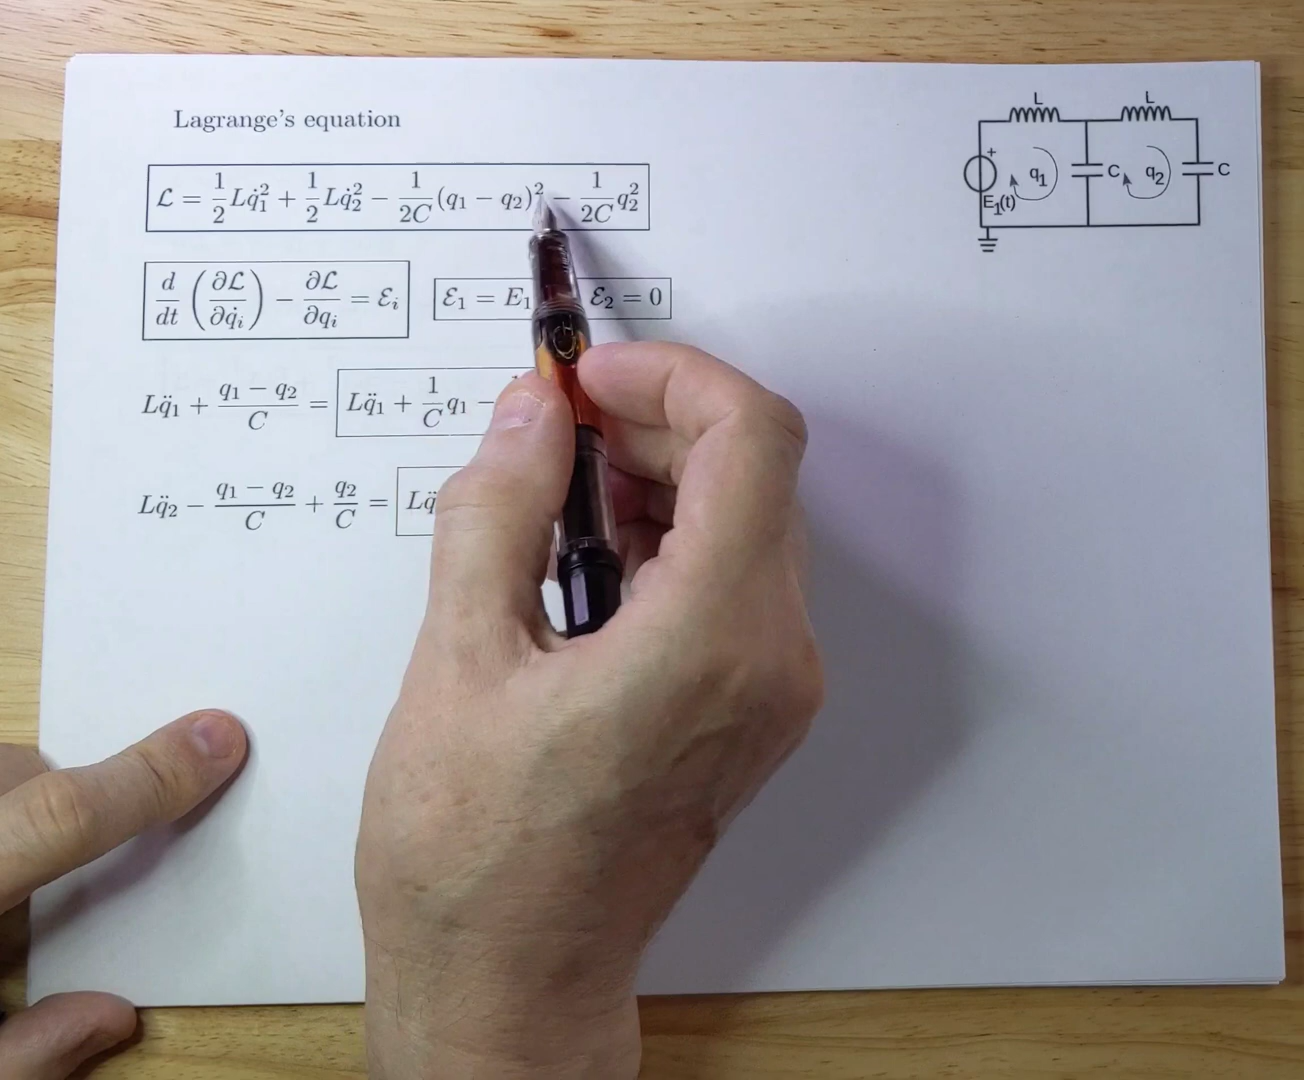 Lagrange's equation
ℒ = 1/2 Lq̇₁² + 1/2 Lq̇₂² − 1/2C (q₁ − q₂)² − 1/2C q₂²
d/dt (∂ℒ/∂q̇ᵢ) − ∂ℒ/∂qᵢ = ℰᵢ ℰ₁ = E₁ ℰ₂ = 0
Lq̈₁ + (q₁ − q₂)/C = Lq̈₁ + 1/C q₁ −
Lq̈₂ − (q₁ − q₂)/C + q₂/C = Lq̈
L L
+ q₁ C q₂ C
E₁(t)